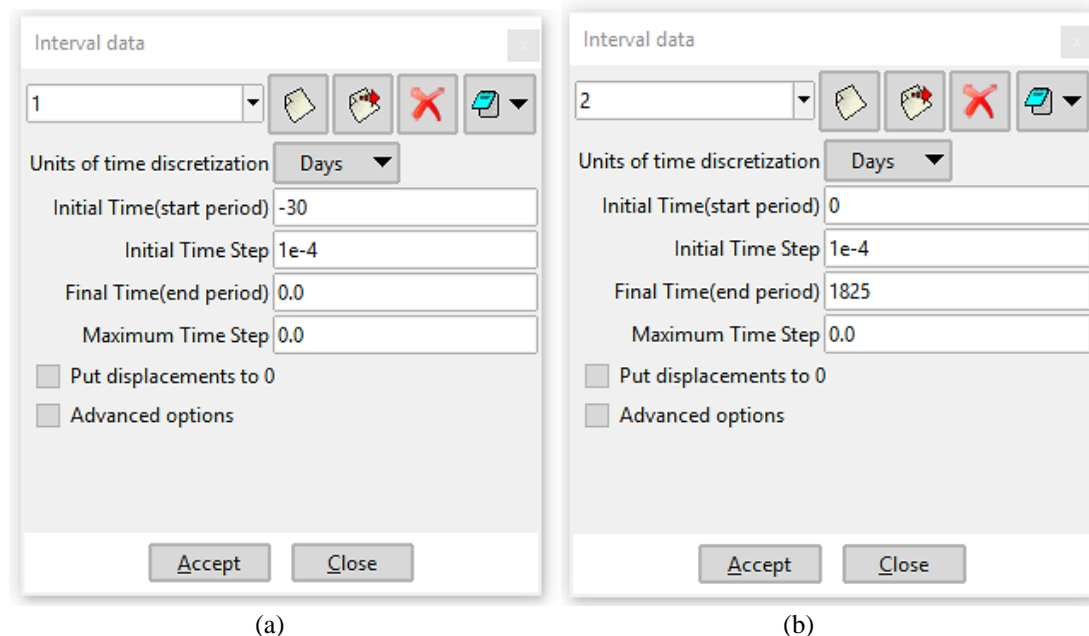 Interval data
x
1
Units of time discretization Days
Initial Time(start period) -30
Initial Time Step 1e-4
Final Time(end period) 0.0
Maximum Time Step 0.0
Put displacements to 0
Advanced options
Accept Close
(a)
Interval data
x
2
Units of time discretization Days
Initial Time(start period) 0
Initial Time Step 1e-4
Final Time(end period) 1825
Maximum Time Step 0.0
Put displacements to 0
Advanced options
Accept Close
(b)